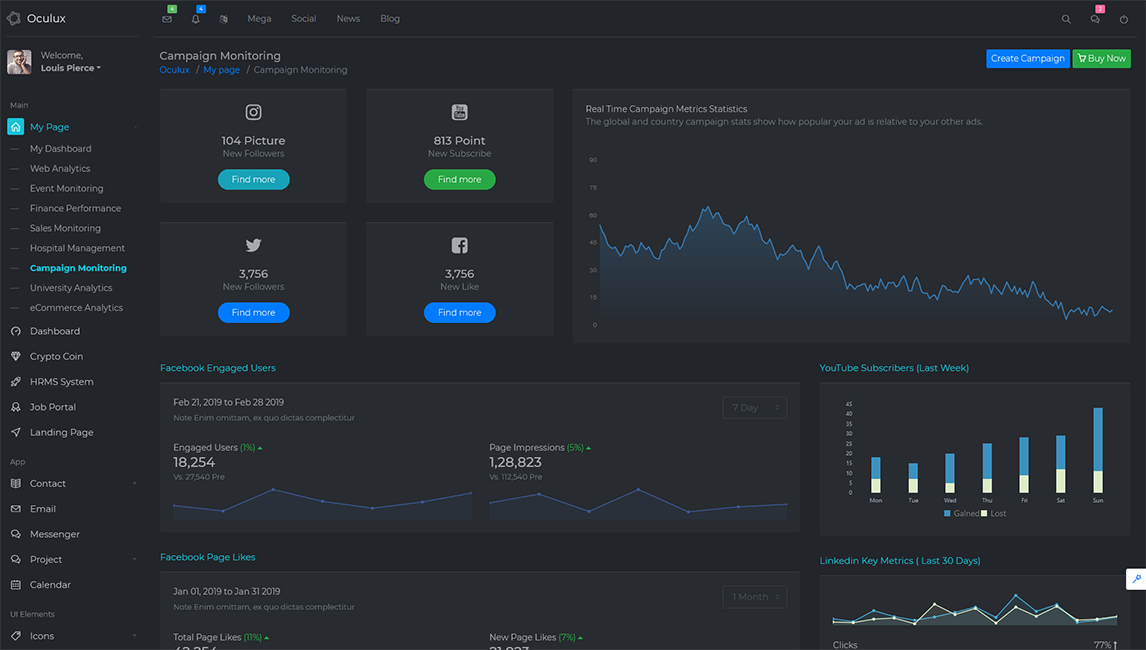 Oculux
4
4
Mega
Social
News
Blog
2
Welcome,
Louis Pierce
Main
My Page
My Dashboard
Web Analytics
Event Monitoring
Finance Performance
Sales Monitoring
Hospital Management
Campaign Monitoring
University Analytics
eCommerce Analytics
Dashboard
Crypto Coin
HRMS System
Job Portal
Landing Page
App
Contact
Email
Messenger
Project
Calendar
UI Elements
Icons
Campaign Monitoring
Oculux / My page / Campaign Monitoring
Create Campaign
Buy Now
104 Picture
New Followers
Find more
You
Tube
813 Point
New Subscribe
Find more
3,756
New Followers
Find more
3,756
New Like
Find more
Real Time Campaign Metrics Statistics
The global and country campaign stats show how popular your ad is relative to your other ads.
90
75
60
45
30
15
0
Facebook Engaged Users
Feb 21, 2019 to Feb 28 2019
Note Enim omittam, ex quo dictas complectitur
7 Day
Engaged Users (1%)
18,254
Vs. 27,540 Pre
Page Impressions (5%)
1,28,823
Vs. 112,540 Pre
YouTube Subscribers (Last Week)
45
40
35
30
25
20
15
10
5
0
Mon Tue Wed Thu Fri Sat Sun
Gained Lost
Facebook Page Likes
Jan 01, 2019 to Jan 31 2019
Note Enim omittam, ex quo dictas complectitur
1 Month
Total Page Likes (11%)
New Page Likes (7%)
Linkedin Key Metrics ( Last 30 Days)
Clicks
77%